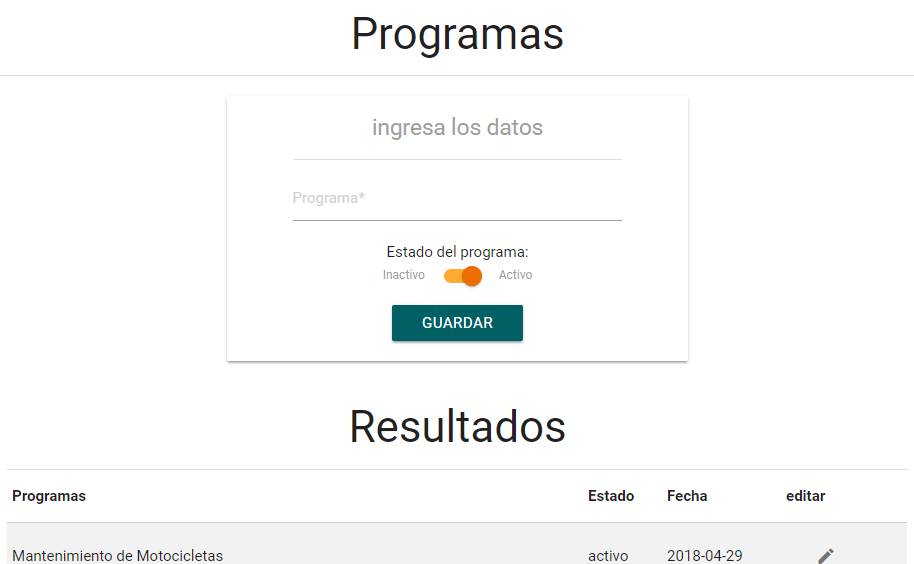 Programas
ingresa los datos
Programa*
Estado del programa:
Inactivo Activo
GUARDAR
Resultados
Programas Estado Fecha editar
Mantenimiento de Motocicletas activo 2018-04-29